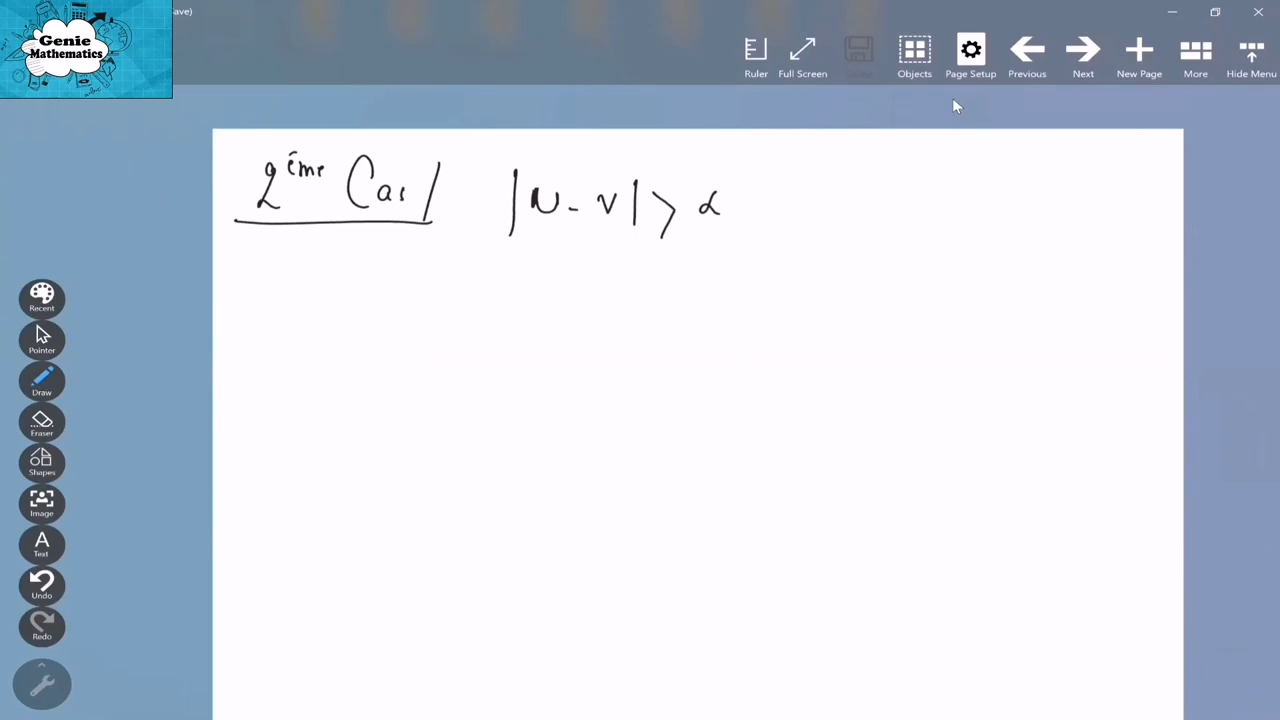 Genie
Mathematics
ave)
Ruler
Full Screen
Objects
Page Setup
Previous
Next
New Page
More
Hide Menu
2ème Cas/ |u - v| > α
Recent
Pointer
Draw
Eraser
Shapes
Image
A
Text
Undo
Redo